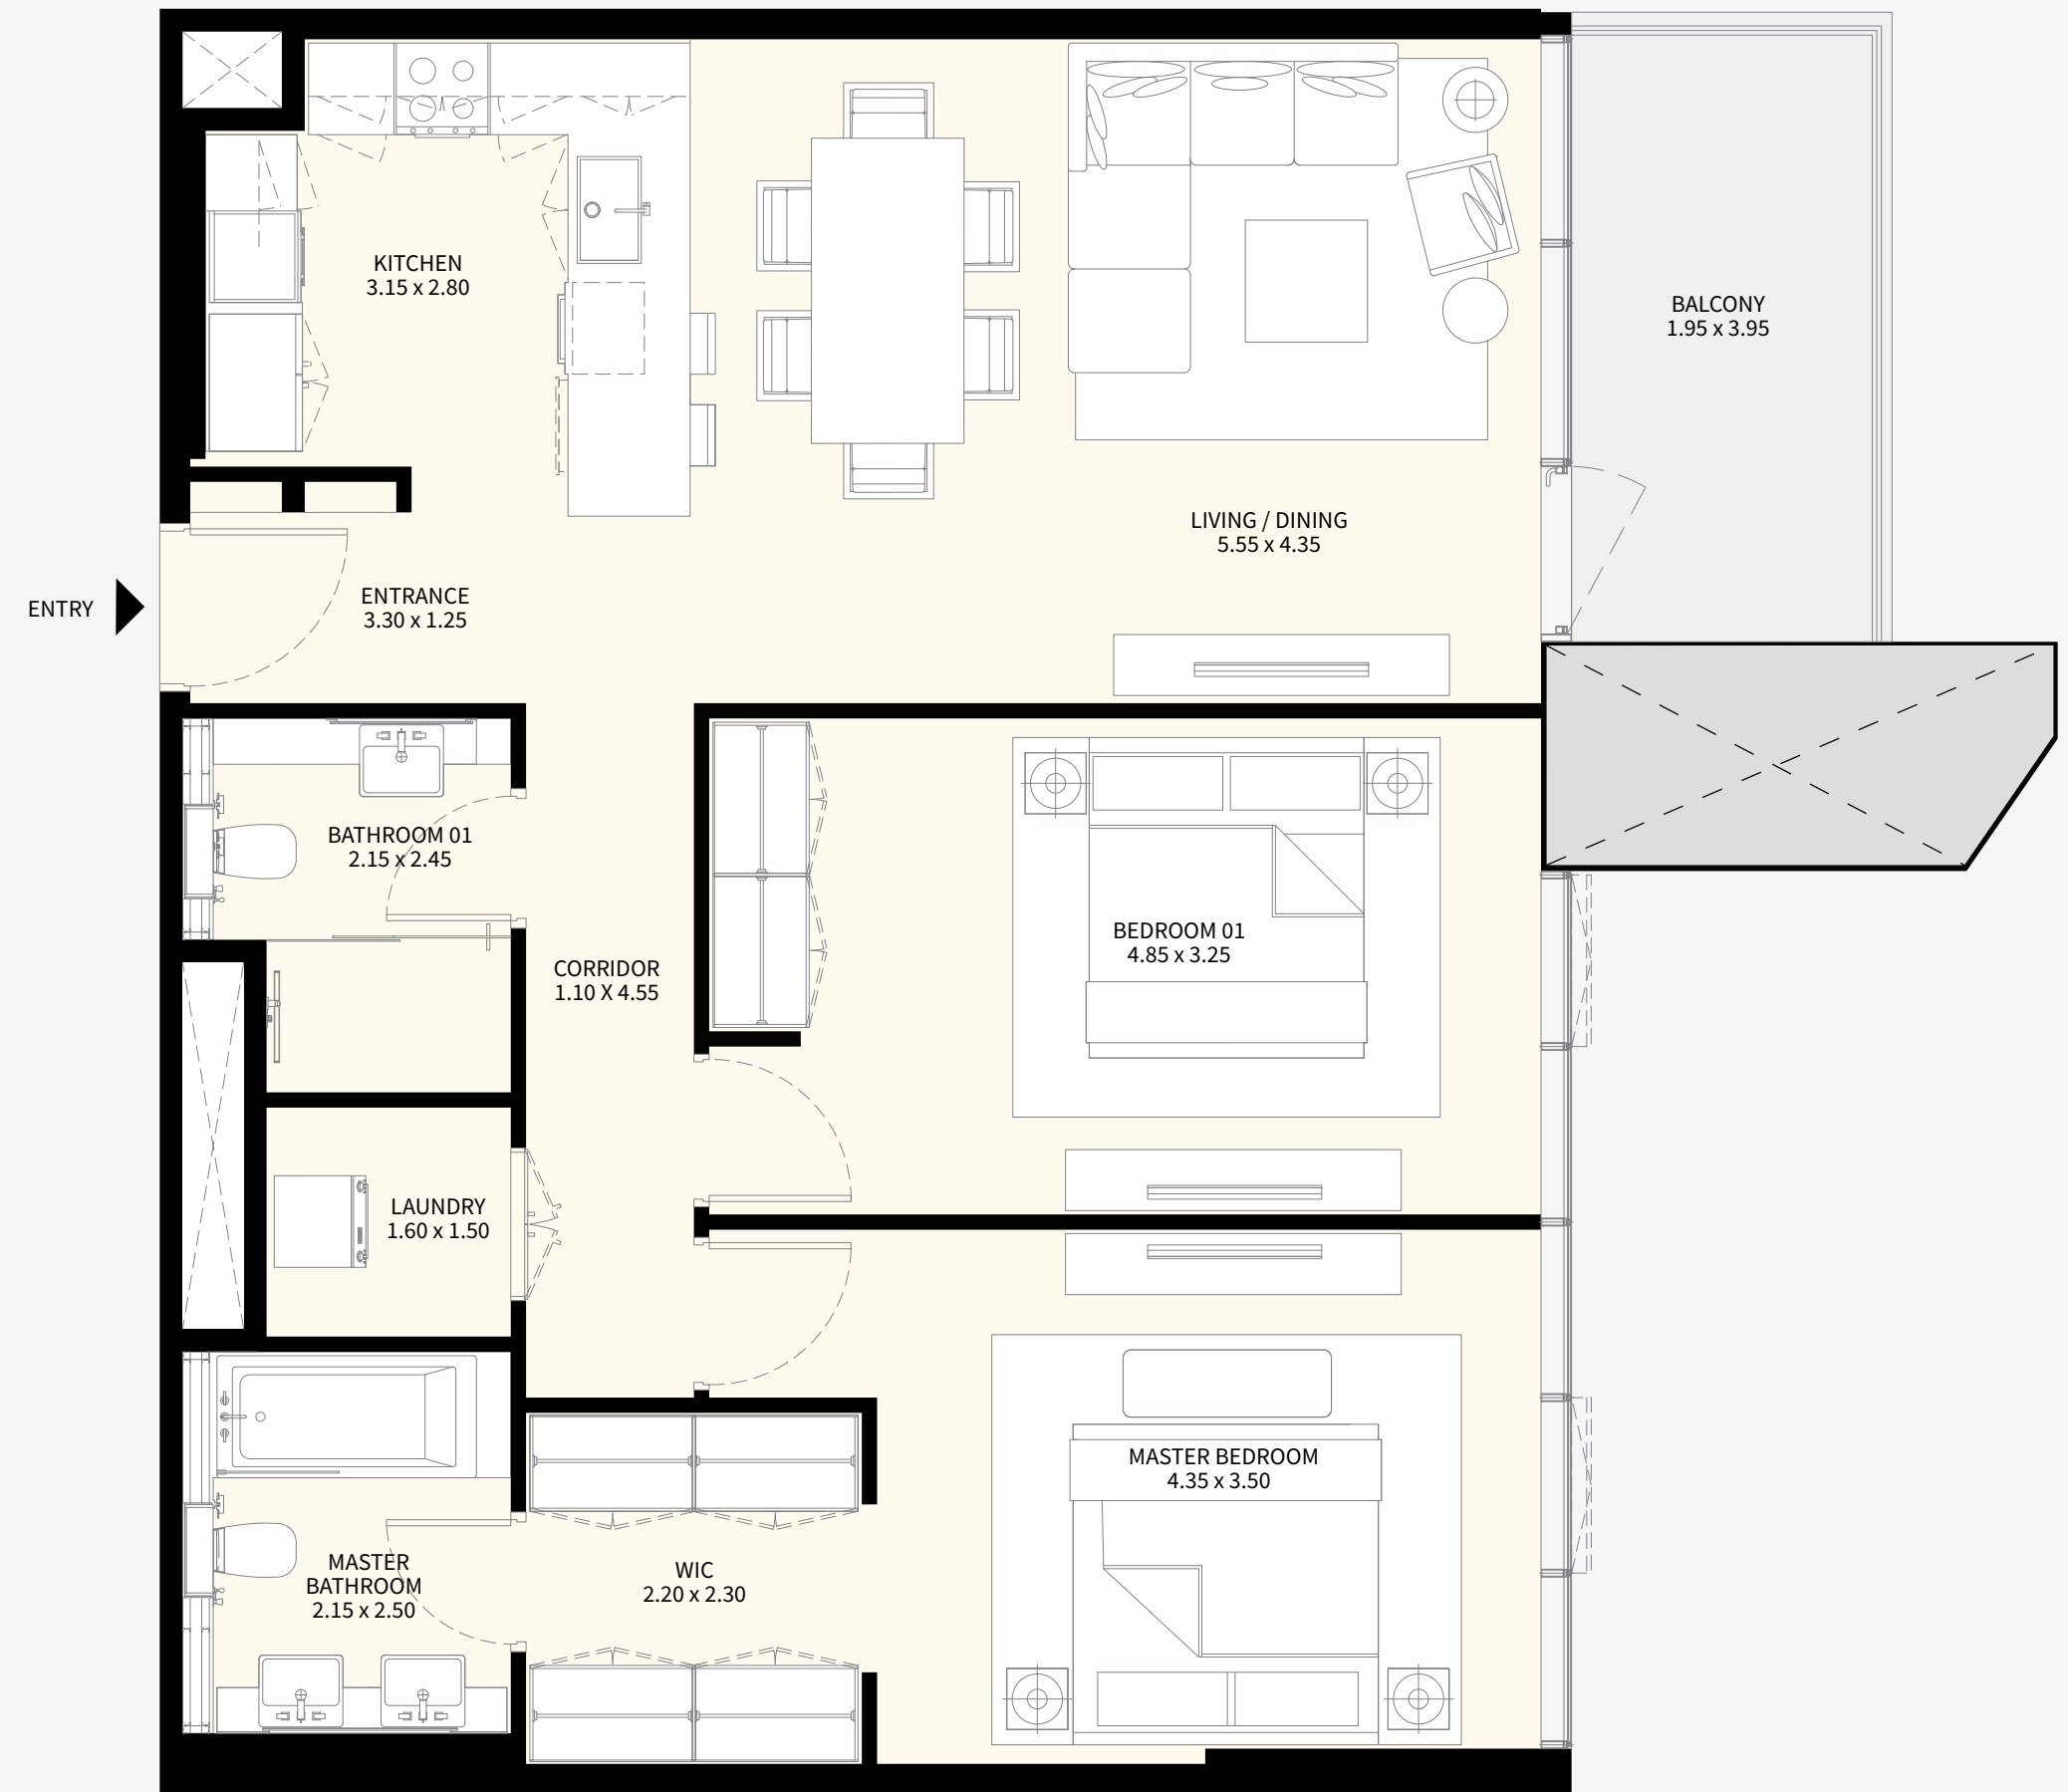 KITCHEN
3.15 x 2.80
BALCONY
1.95 x 3.95
LIVING / DINING
5.55 x 4.35
ENTRY
ENTRANCE
3.30 x 1.25
BATHROOM 01
2.15 x 2.45
BEDROOM 01
4.85 x 3.25
CORRIDOR
1.10 X 4.55
LAUNDRY
1.60 x 1.50
MASTER BEDROOM
4.35 x 3.50
MASTER
BATHROOM
2.15 x 2.50
WIC
2.20 x 2.30